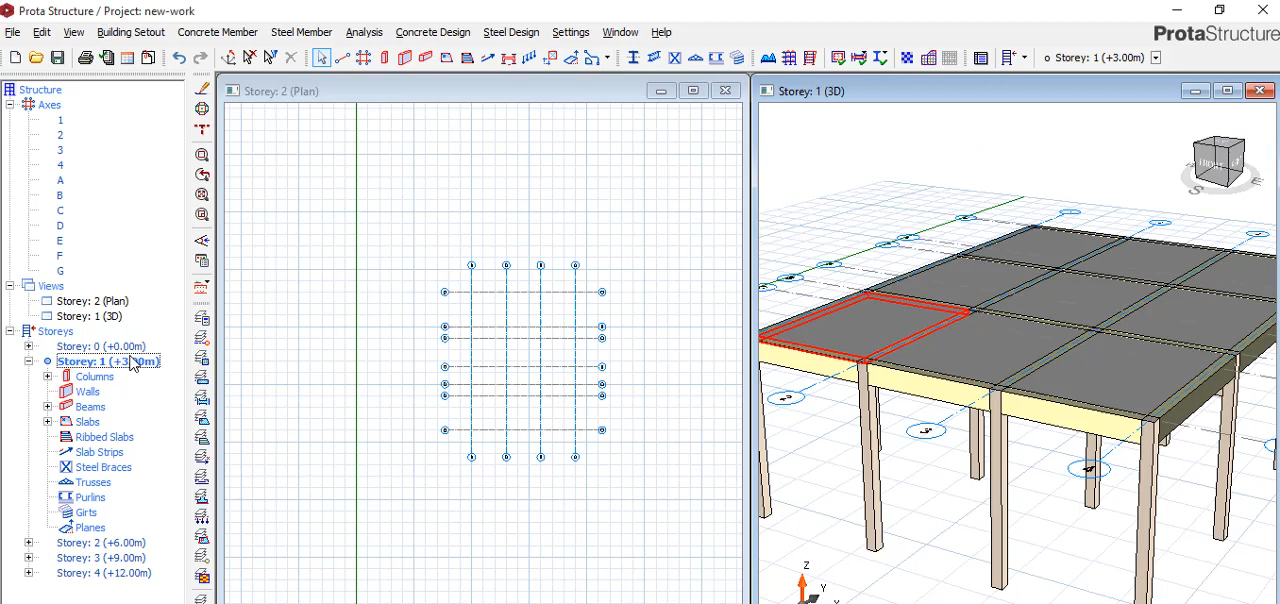 Prota Structure / Project: new-work
File Edit View Building Setout Concrete Member Steel Member Analysis Concrete Design Steel Design Settings Window Help
ProtaStructure
Storey: 1 (+3.00m)
Structure
Axes
1
2
3
4
A
B
C
D
E
F
G
Views
Storey: 2 (Plan)
Storey: 1 (3D)
Storeys
Storey: 0 (+0.00m)
Storey: 1 (+3.00m)
Columns
Walls
Beams
Slabs
Ribbed Slabs
Slab Strips
Steel Braces
Trusses
Purlins
Girts
Planes
Storey: 2 (+6.00m)
Storey: 3 (+9.00m)
Storey: 4 (+12.00m)
Storey: 2 (Plan)
Storey: 1 (3D)
FRONT
S
E
Z
Y
X